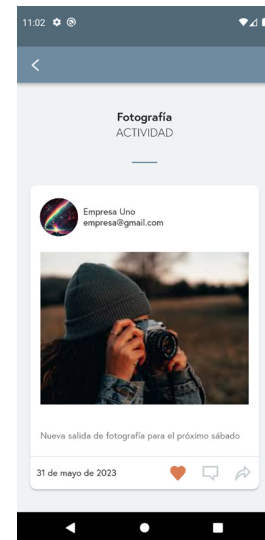 11:02
Fotografía
ACTIVIDAD
Empresa Uno
empresa@gmail.com
Nueva salida de fotografía para el próximo sábado
31 de mayo de 2023